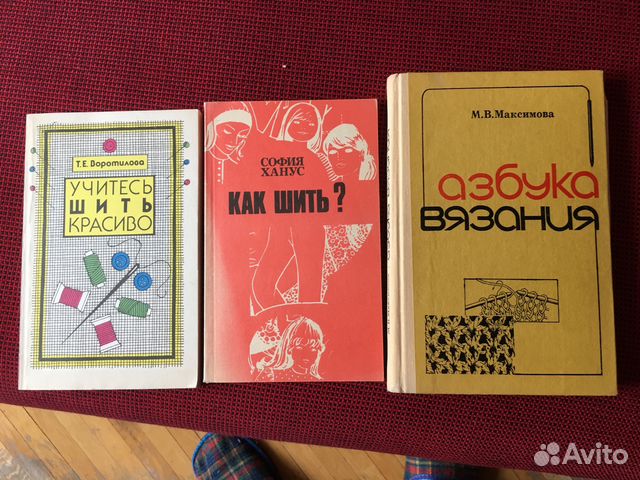 Т.Е. Воротилова
УЧИТЕСЬ
ШИТЬ
КРАСИВО
СОФИЯ
ХАНУС
КАК ШИТЬ?
М.В.Максимова
азбука
вязания
Avito